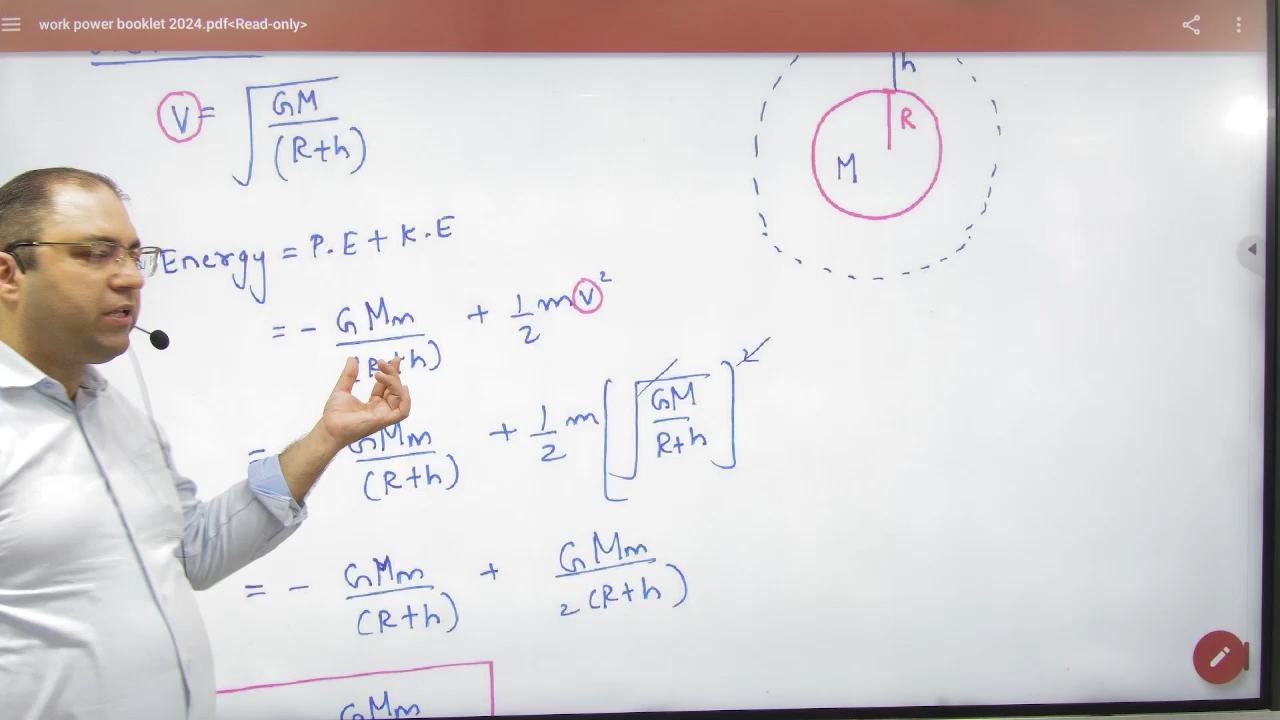 work power booklet 2024.pdf<Read-only>
h
R
M
V = √(GM/(R+h))
Energy = P.E + K.E
= - GMm/(R+h) + 1/2 mV²
= GMm/(R+h) + 1/2 m[√(GM/R+h)]²
= - GMm/(R+h) + GMm/2(R+h)
GMm